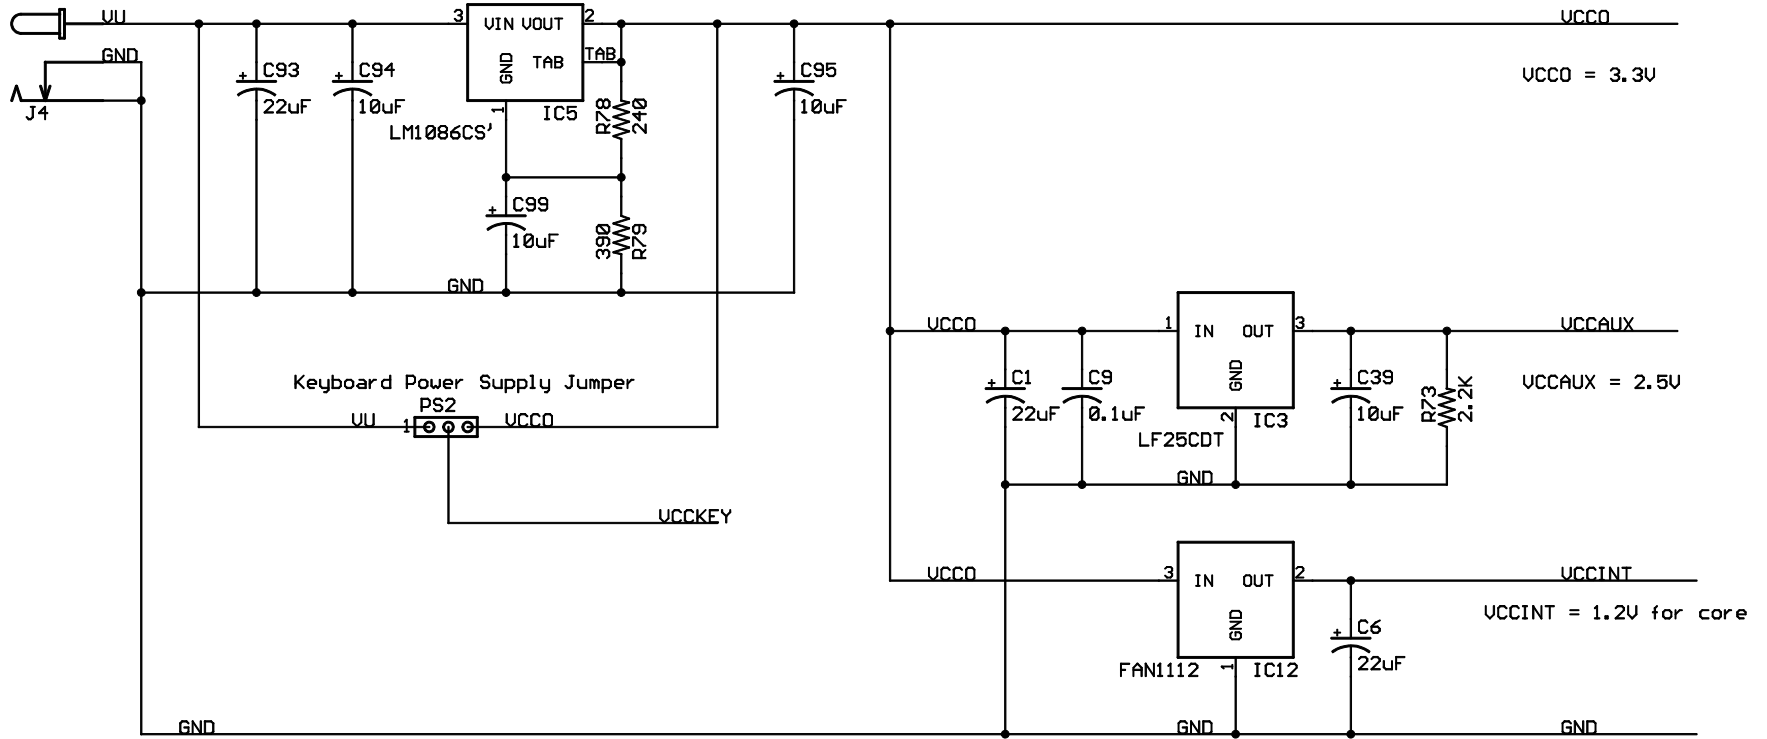 VU
3
VIN VOUT
2
VCCO
GND
GND
TAB
TAB
VCCO = 3.3V
C93
22uF
C94
10uF
J4
1
IC5
LM1086CS'
R78
240
C95
10uF
C99
10uF
390
R79
GND
VCCO
1
IN OUT
3
VCCAUX
GND
Keyboard Power Supply Jumper
PS2
VU
1
VCCO
C1
22uF
C9
0.1uF
2
IC3
LF25CDT
C39
10uF
R73
2.2K
VCCAUX = 2.5V
GND
VCCKEY
VCCO
3
IN OUT
2
VCCINT
GND
VCCINT = 1.2V for core
FAN1112
1
IC12
C6
22uF
GND
GND
GND